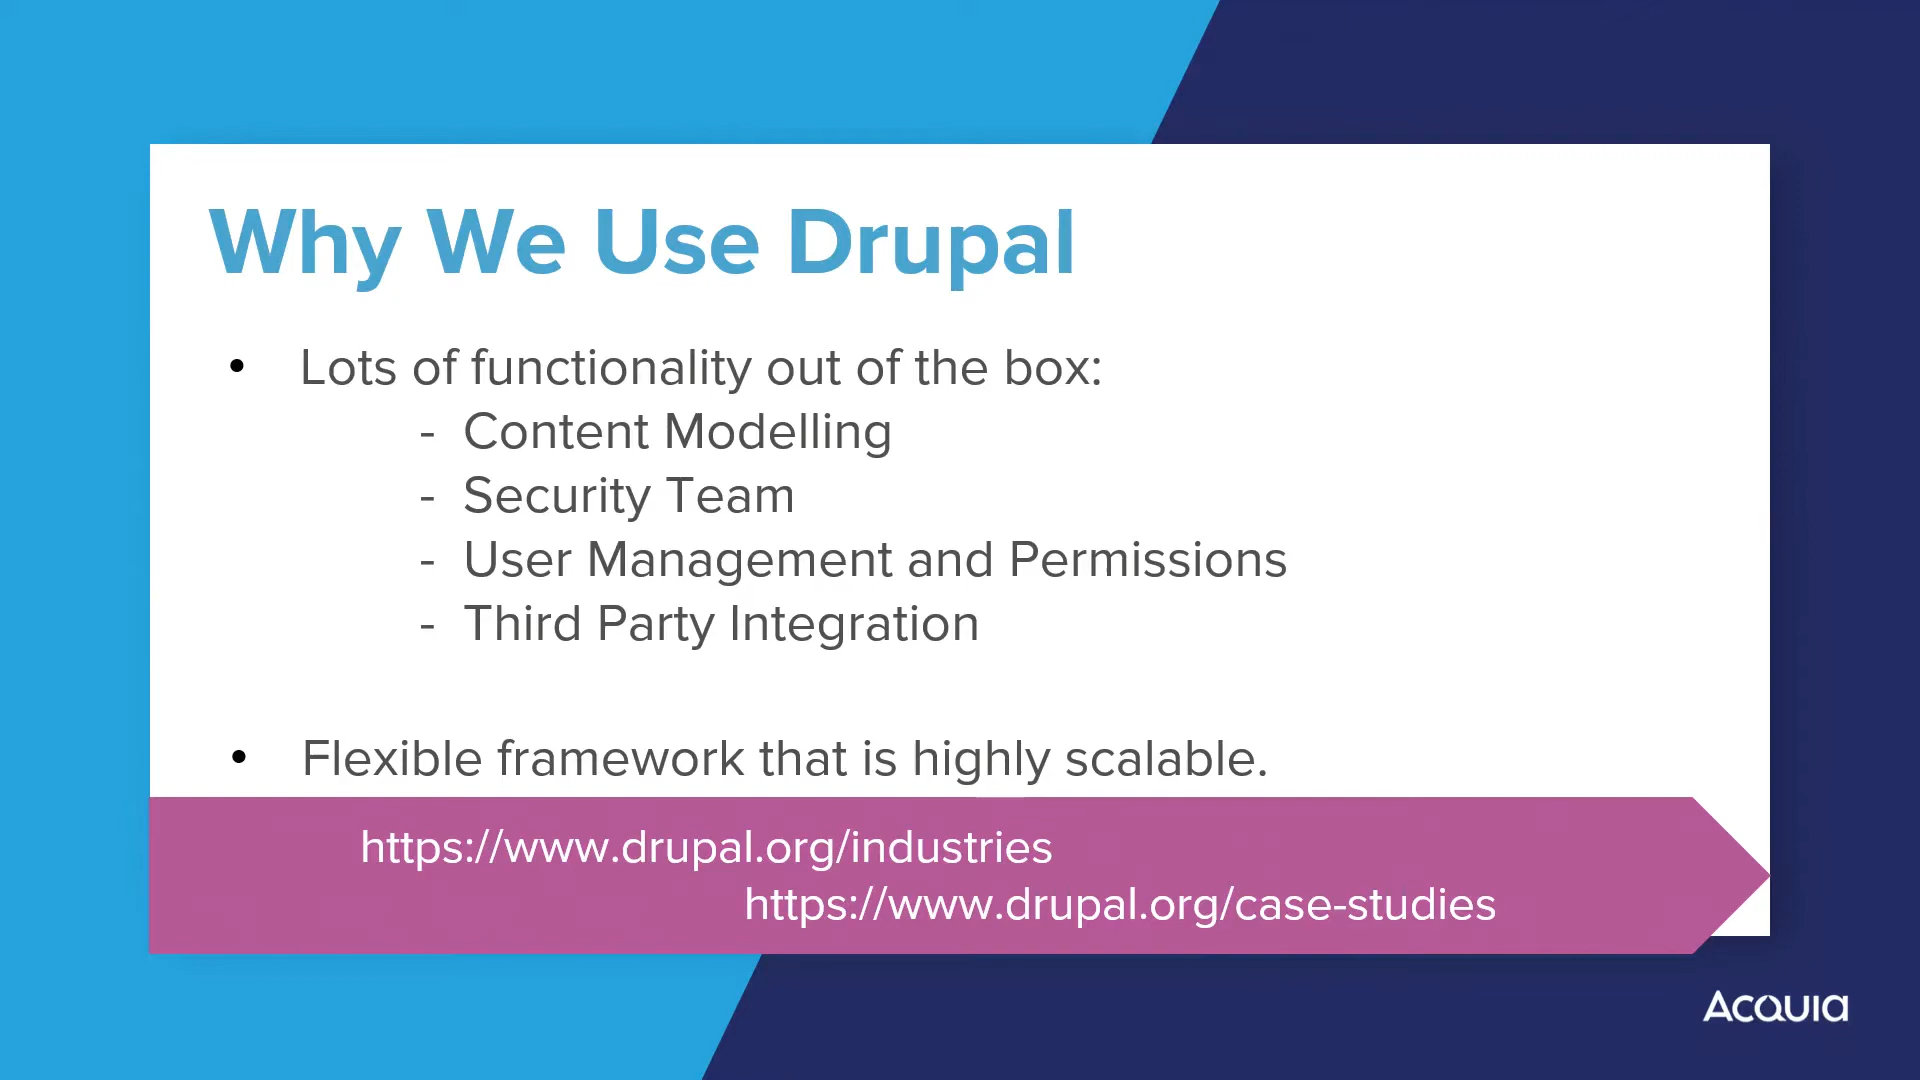 Why We Use Drupal
• Lots of functionality out of the box:
- Content Modelling
- Security Team
- User Management and Permissions
- Third Party Integration
• Flexible framework that is highly scalable.
https://www.drupal.org/industries
https://www.drupal.org/case-studies
Acquia